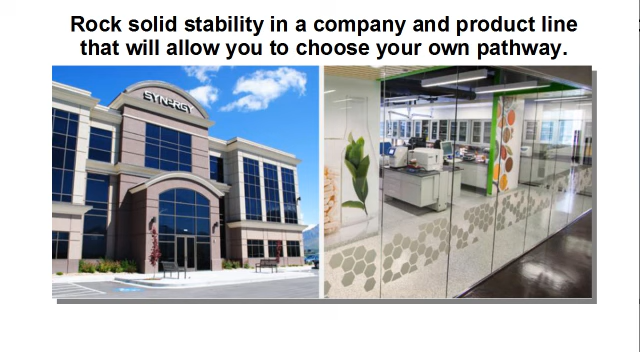 Rock solid stability in a company and product line
that will allow you to choose your own pathway.
SYNERGY